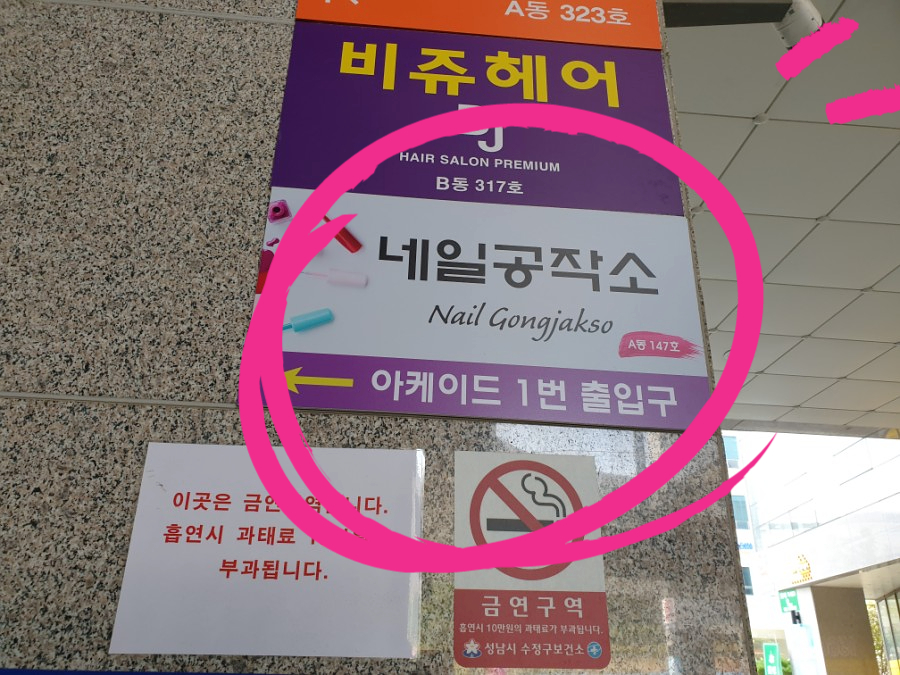 A동 323호
비쥬헤어
BJ
HAIR SALON PREMIUM
B동 317호
네일공작소
Nail Gongjakso
A동 147호
아케이드 1번 출입구
이곳은
흡연시 과태료
부과됩니다.
금연구역
흡연시 10만원의 과태료가 부과됩니다.
성남시 수정구보건소